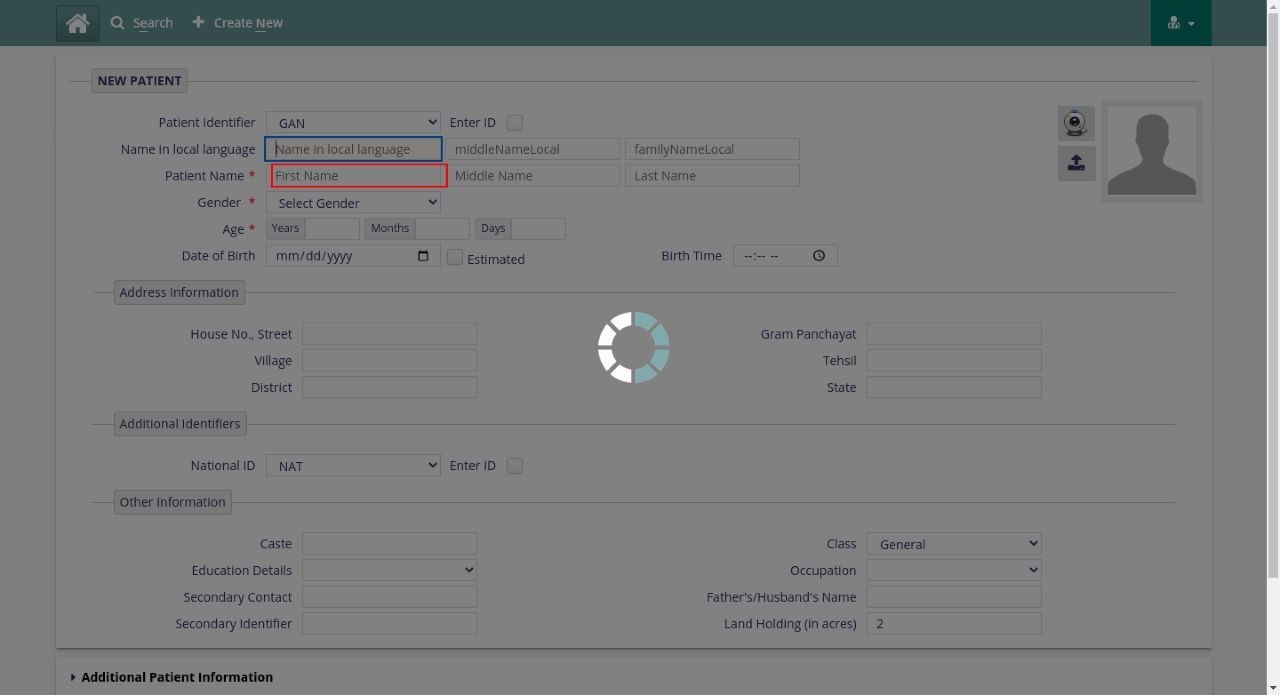 Search Create New
NEW PATIENT
Patient Identifier GAN Enter ID
Name in local language Name in local language middleNameLocal familyNameLocal
Patient Name * First Name Middle Name Last Name
Gender * Select Gender
Age * Years Months Days
Date of Birth mm/dd/yyyy Estimated Birth Time --:-- --
Address Information
House No., Street Gram Panchayat
Village Tehsil
District State
Additional Identifiers
National ID NAT Enter ID
Other Information
Caste Class General
Education Details Occupation
Secondary Contact Father's/Husband's Name
Secondary Identifier Land Holding (in acres) 2
Additional Patient Information